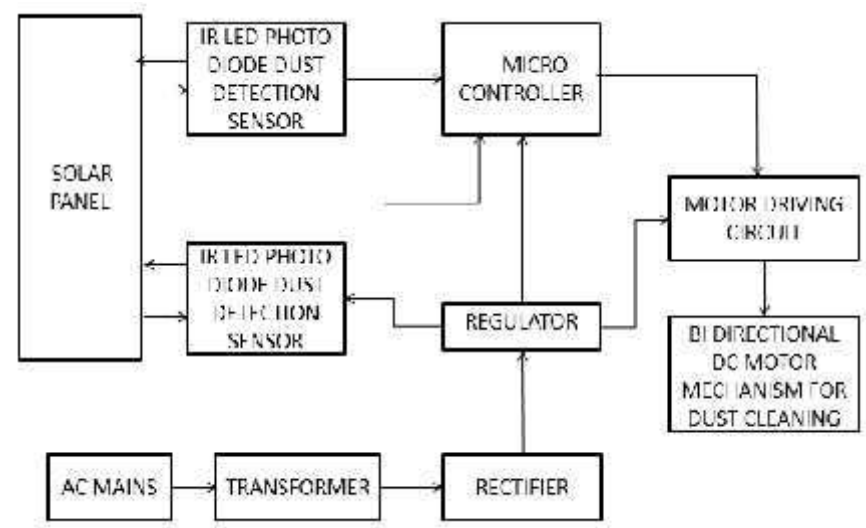 SOLAR
PANEL
IR LED PHOTO
DIODE DUST
DETECTION
SENSOR
MICRO
CONTROLLER
IR LED PHOTO
DIODE DUST
DETECTION
SENSOR
REGULATOR
MOTOR DRIVING
CIRCUIT
BI DIRECTIONAL
DC MOTOR
MECHANISM FOR
DUST CLEANING
AC MAINS
TRANSFORMER
RECTIFIER